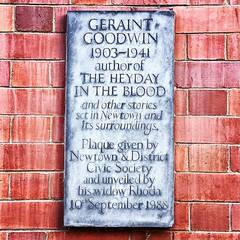 GERAINT
GOODWIN
1903-1941
author of
THE HEYDAY
IN THE BLOOD
and other stories
set in Newtown and
Its surroundings.
Plaque given by
Newtown & District
Civic Society
and unveiled by
his widow Rhoda
10th September 1988